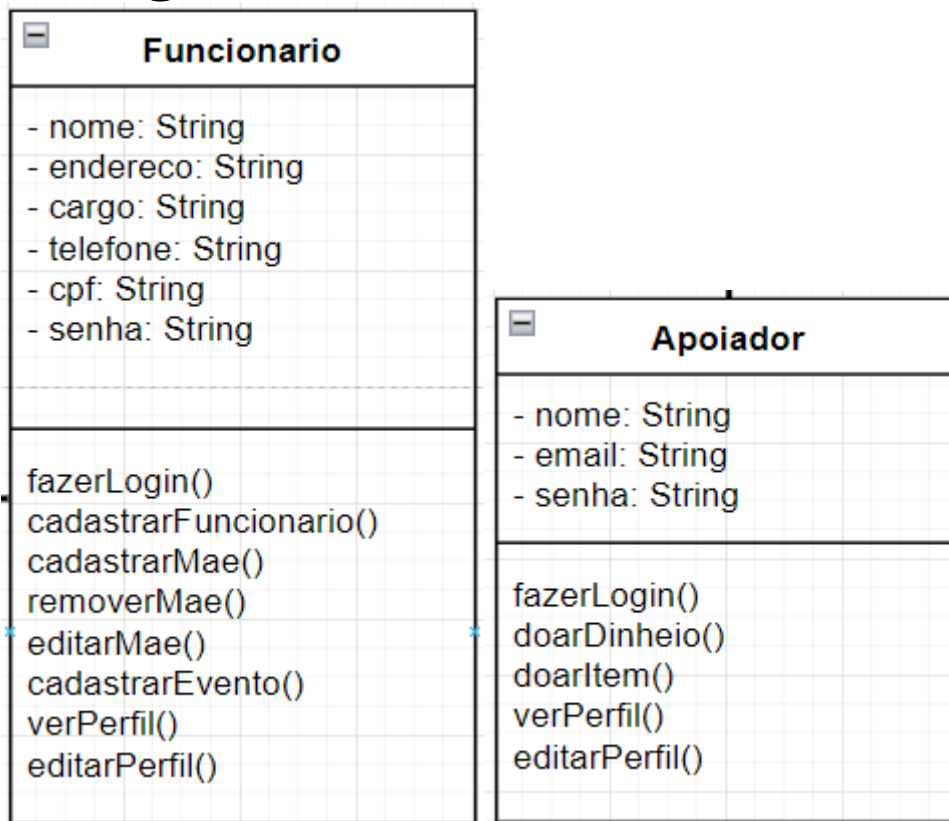 Funcionario
- nome: String
- endereco: String
- cargo: String
- telefone: String
- cpf: String
- senha: String
fazerLogin()
cadastrarFuncionario()
cadastrarMae()
removerMae()
editarMae()
cadastrarEvento()
verPerfil()
editarPerfil()
Apoiador
- nome: String
- email: String
- senha: String
fazerLogin()
doarDinheio()
doarItem()
verPerfil()
editarPerfil()